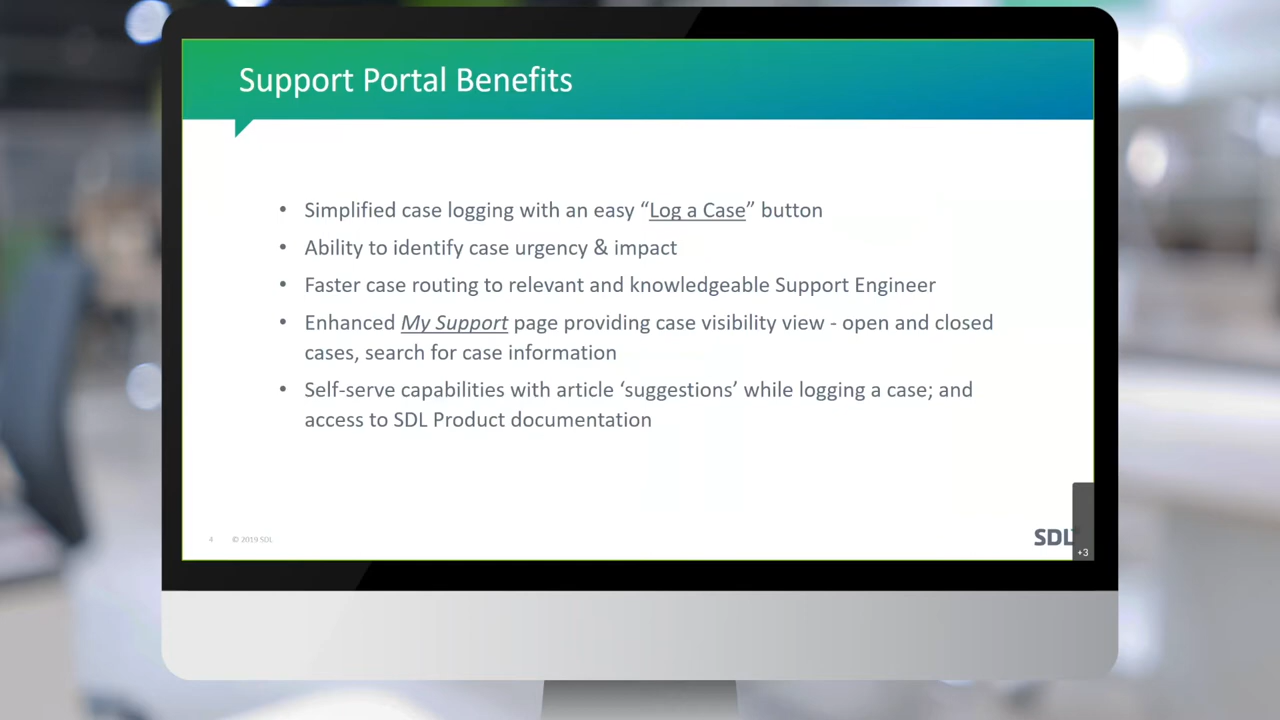 Support Portal Benefits
• Simplified case logging with an easy “Log a Case” button
• Ability to identify case urgency & impact
• Faster case routing to relevant and knowledgeable Support Engineer
• Enhanced My Support page providing case visibility view - open and closed
cases, search for case information
• Self-serve capabilities with article ‘suggestions’ while logging a case; and
access to SDL Product documentation
4 © 2019 SDL
SDL
+3